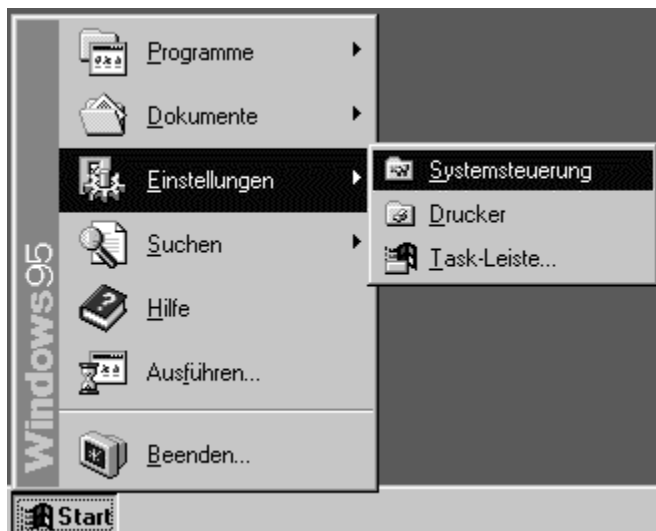 Programme
Dokumente
Einstellungen
Systemsteuerung
Drucker
Task-Leiste...
Suchen
Hilfe
Ausführen...
Beenden...
Windows95
Start